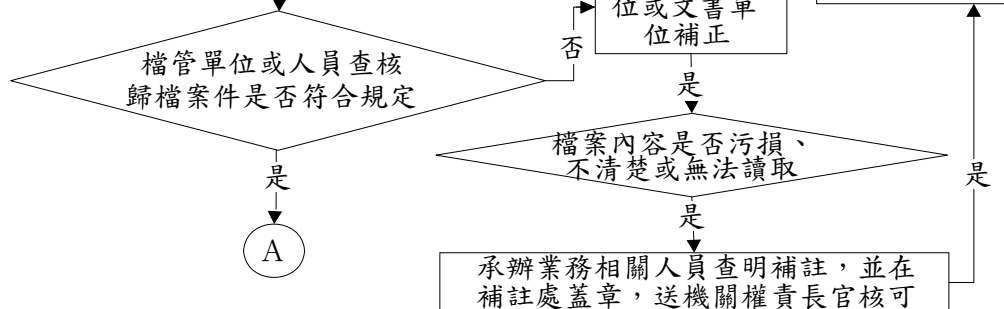 位或文書單
位補正
否
檔管單位或人員查核
歸檔案件是否符合規定
是
檔案內容是否污損、
不清楚或無法讀取
是
是
A
是
承辦業務相關人員查明補註，並在
補註處蓋章，送機關權責長官核可